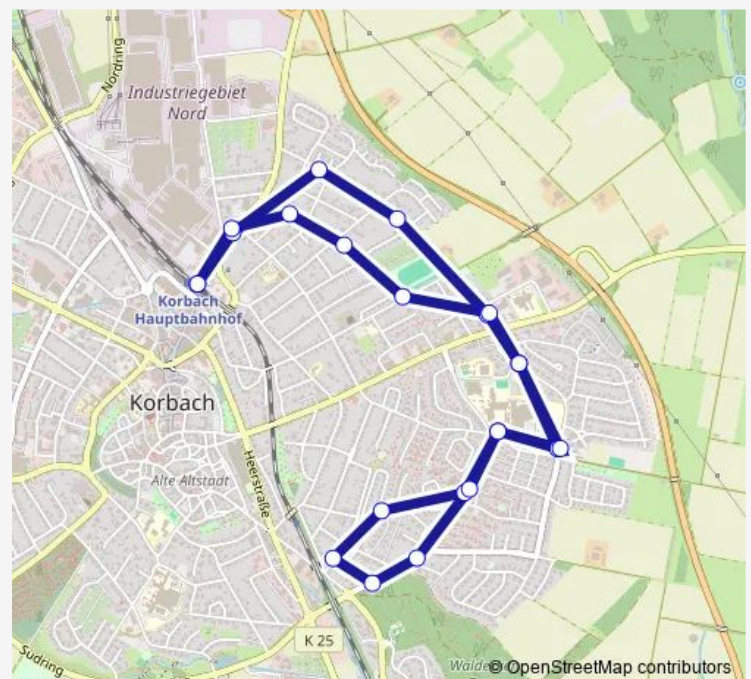 Nordring
Industriegebiet
Nord
Korbach
Hauptbahnhof
Korbach
Alte Altstadt
Heerstraße
K 25
Südring
© OpenStreetMap contributors